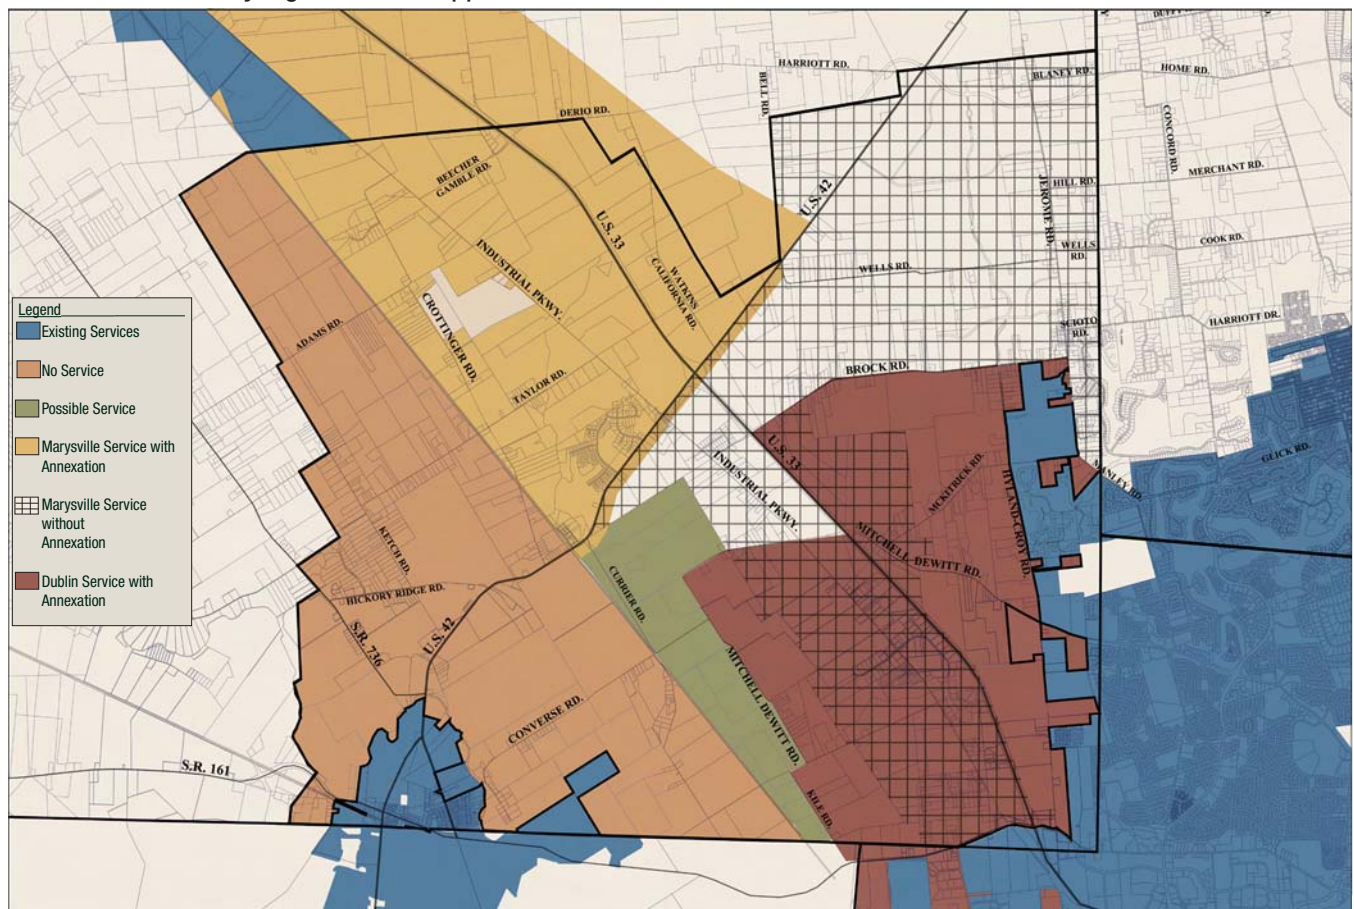 HARRIOTT RD.
BLANEY RD.
HOME RD.
BELL RD.
DERIO RD.
CONCORD RD.
BEECHER
GAMBLE RD.
MERCHANT RD.
HILL RD.
JEROME RD.
U.S. 42
U.S. 33
COOK RD.
WELLS
RD.
WELLS RD.
INDUSTRIAL PKWY.
WATKINS
CALIFORNIA RD.
CROTTINGER RD.
Legend
Existing Services
No Service
Possible Service
Marysville Service with
Annexation
Marysville Service
without
Annexation
Dublin Service with
Annexation
ADAMS RD.
SCIOTO
RD.
HARRIOTT DR.
TAYLOR RD.
BROCK RD.
U.S. 33
INDUSTRIAL PKWY.
MCKITRICK RD.
HYLAND-CROY RD.
MANLEY RD.
GLICK RD.
KETCH RD.
MITCHELL DEWITT RD.
HICKORY RIDGE RD.
CURRIER RD.
S.R. 736
U.S. 42
MITCHELL DEWITT RD.
CONVERSE RD.
S.R. 161
KILE RD.